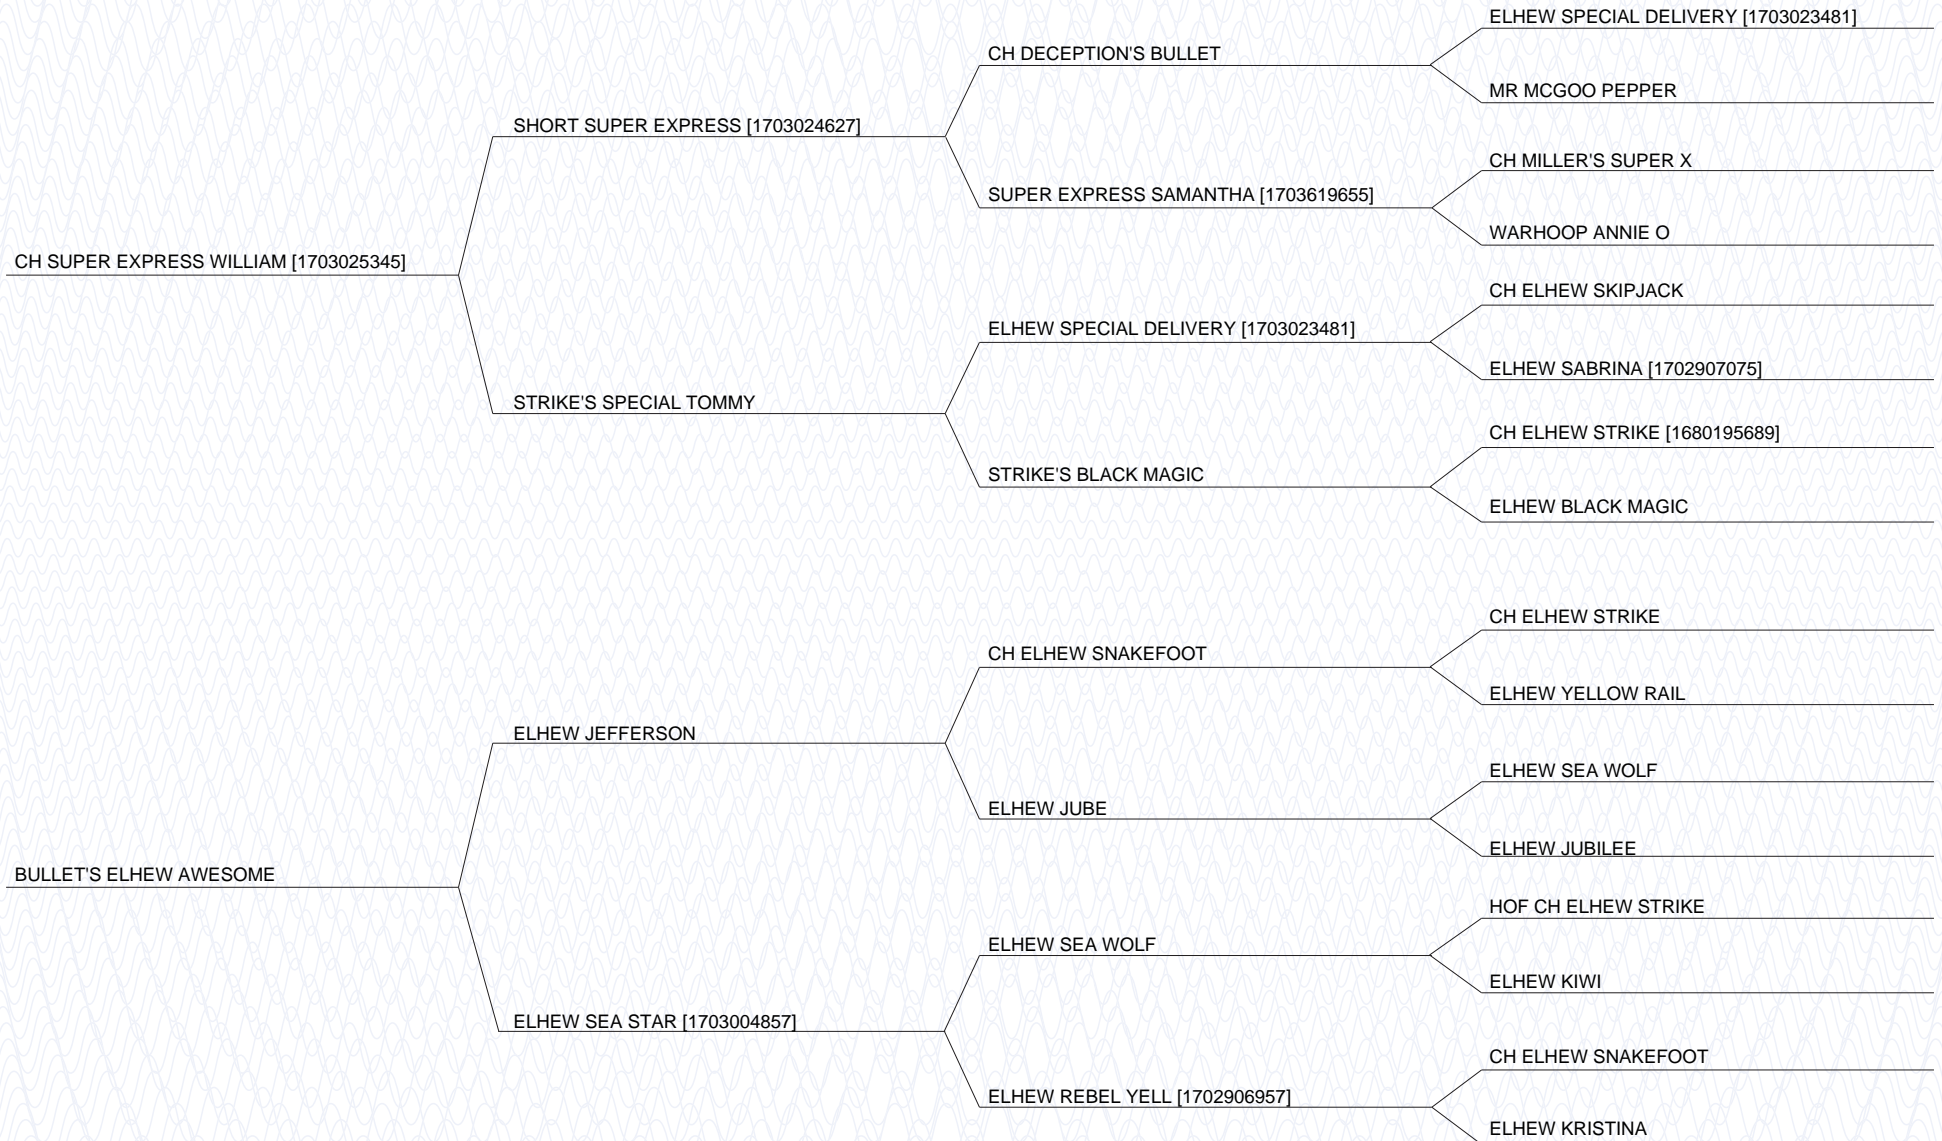 ELHEW SPECIAL DELIVERY [1703023481]
CH DECEPTION'S BULLET
MR MCGOO PEPPER
SHORT SUPER EXPRESS [1703024627]
CH MILLER'S SUPER X
SUPER EXPRESS SAMANTHA [1703619655]
WARHOOP ANNIE O
CH SUPER EXPRESS WILLIAM [1703025345]
CH ELHEW SKIPJACK
ELHEW SPECIAL DELIVERY [1703023481]
ELHEW SABRINA [1702907075]
STRIKE'S SPECIAL TOMMY
CH ELHEW STRIKE [1680195689]
STRIKE'S BLACK MAGIC
ELHEW BLACK MAGIC
CH ELHEW STRIKE
CH ELHEW SNAKEFOOT
ELHEW YELLOW RAIL
ELHEW JEFFERSON
ELHEW SEA WOLF
ELHEW JUBE
ELHEW JUBILEE
BULLET'S ELHEW AWESOME
HOF CH ELHEW STRIKE
ELHEW SEA WOLF
ELHEW KIWI
ELHEW SEA STAR [1703004857]
CH ELHEW SNAKEFOOT
ELHEW REBEL YELL [1702906957]
ELHEW KRISTINA